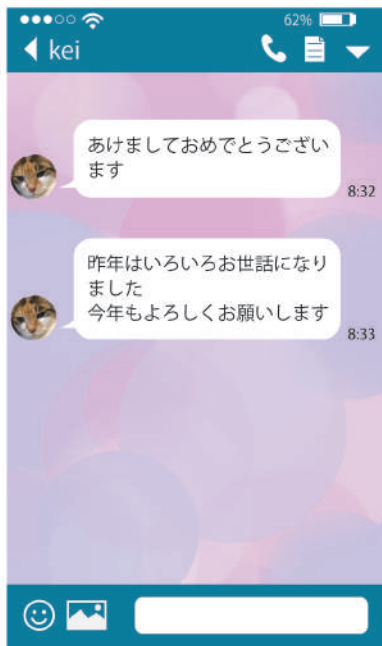 62%
kei
あけましておめでとうござい
ます
8:32
昨年はいろいろお世話になり
ました
今年もよろしくお願いします
8:33